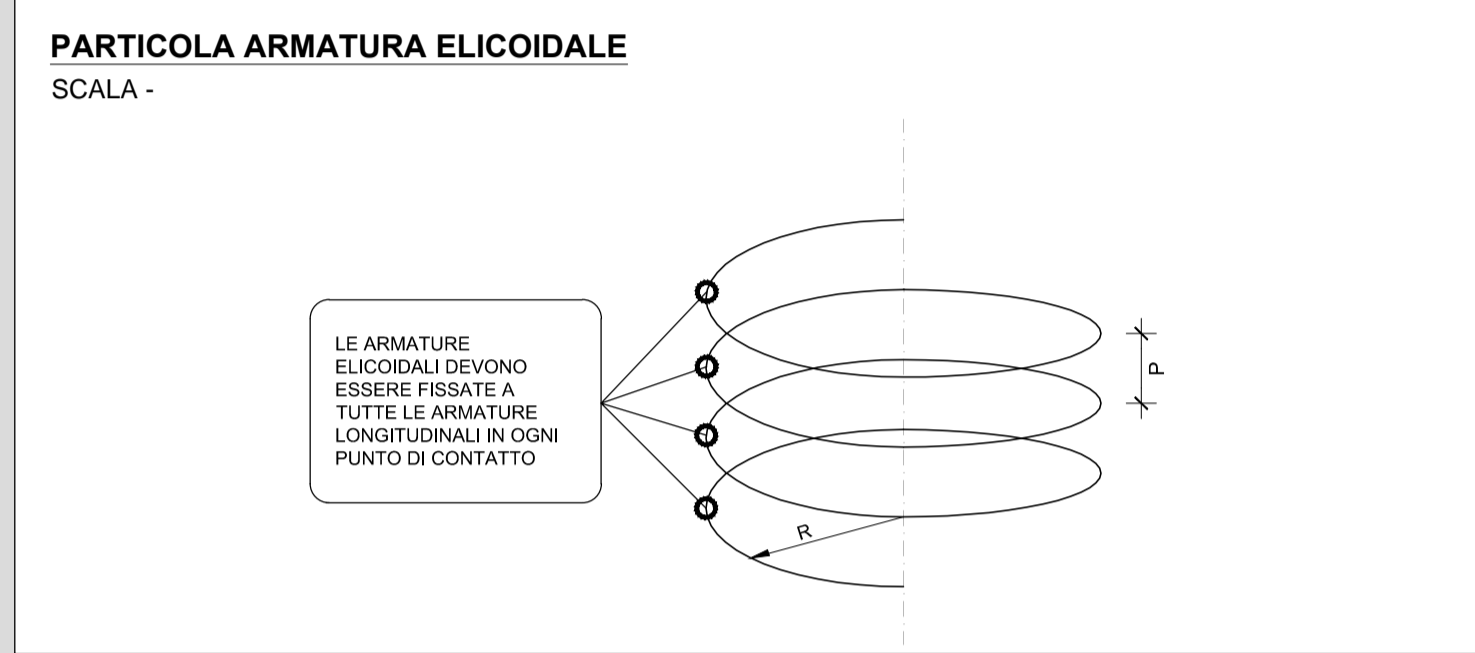 PARTICOLA ARMATURA ELICOIDALE
SCALA -
LE ARMATURE
ELICOIDALI DEVONO
ESSERE FISSATE A
TUTTE LE ARMATURE
LONGITUDINALI IN OGNI
PUNTO DI CONTATTO
P
R